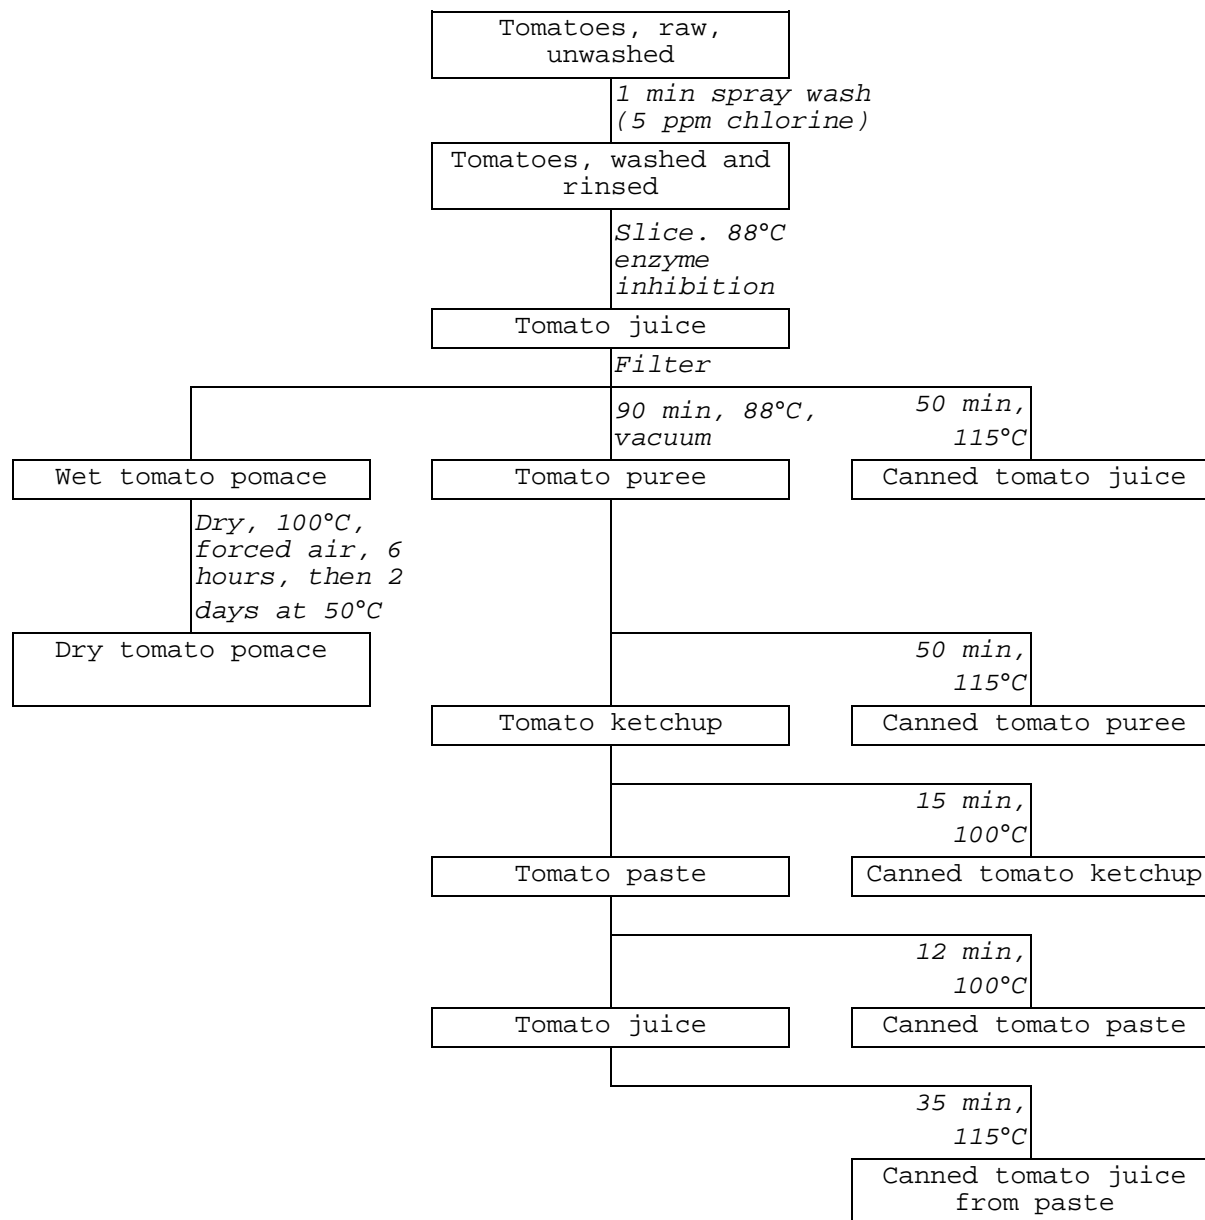 Tomatoes, raw,
unwashed
1 min spray wash
(5 ppm chlorine)
Tomatoes, washed and
rinsed
Slice. 88°C
enzyme
inhibition
Tomato juice
Filter
90 min, 88°C,
vacuum
50 min,
115°C
Wet tomato pomace
Tomato puree
Canned tomato juice
Dry, 100°C,
forced air, 6
hours, then 2
days at 50°C
Dry tomato pomace
50 min,
115°C
Tomato ketchup
Canned tomato puree
15 min,
100°C
Tomato paste
Canned tomato ketchup
12 min,
100°C
Tomato juice
Canned tomato paste
35 min,
115°C
Canned tomato juice
from paste